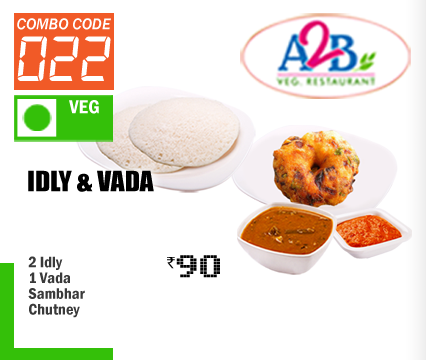 COMBO CODE
022
VEG
A2B
VEG. RESTAURANT
IDLY & VADA
2 Idly
1 Vada
Sambhar
Chutney
₹90